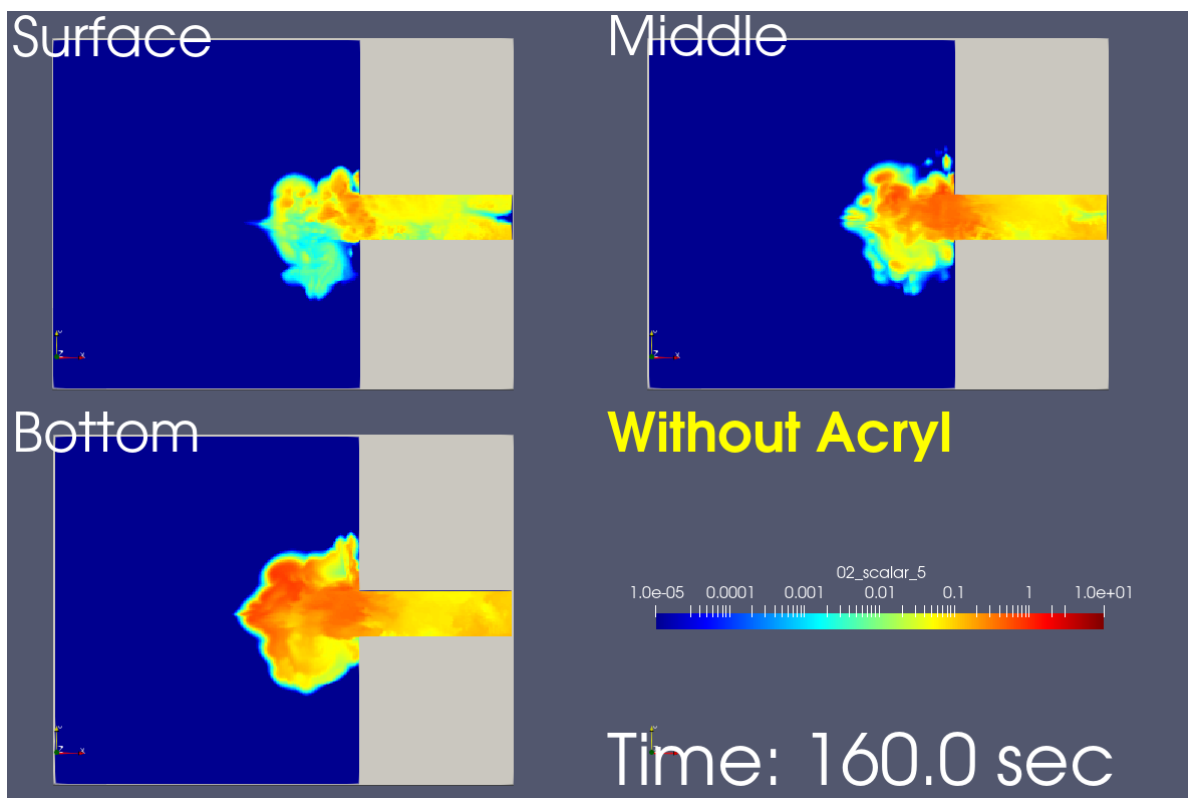 Surface
Middle
Bottom
Without Acryl
02_scalar_5
1.0e-05 0.0001 0.001 0.01 0.1 1 1.0e+01
Time: 160.0 sec